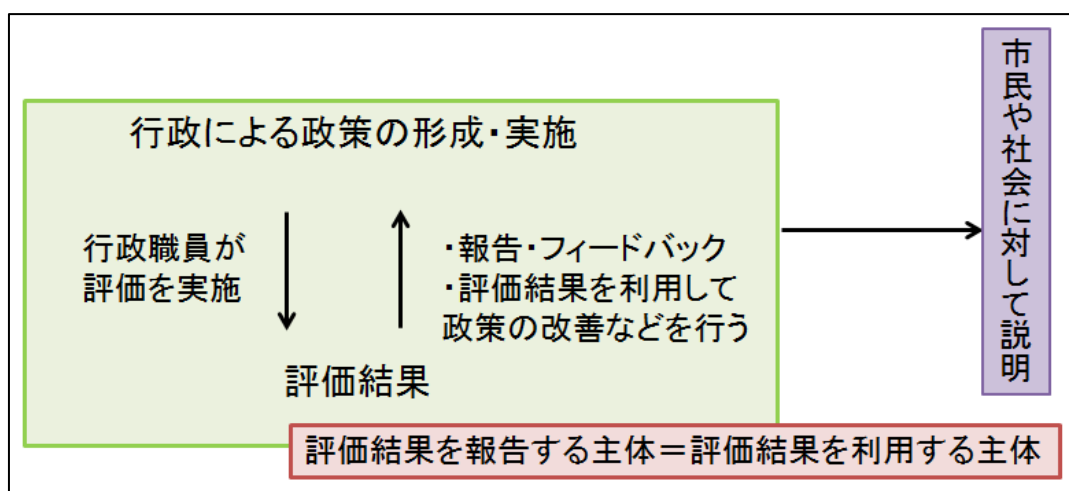 行政による政策の形成・実施
行政職員が
評価を実施
・報告・フィードバック
・評価結果を利用して
政策の改善などを行う
評価結果
評価結果を報告する主体＝評価結果を利用する主体
市民や社会に対して説明